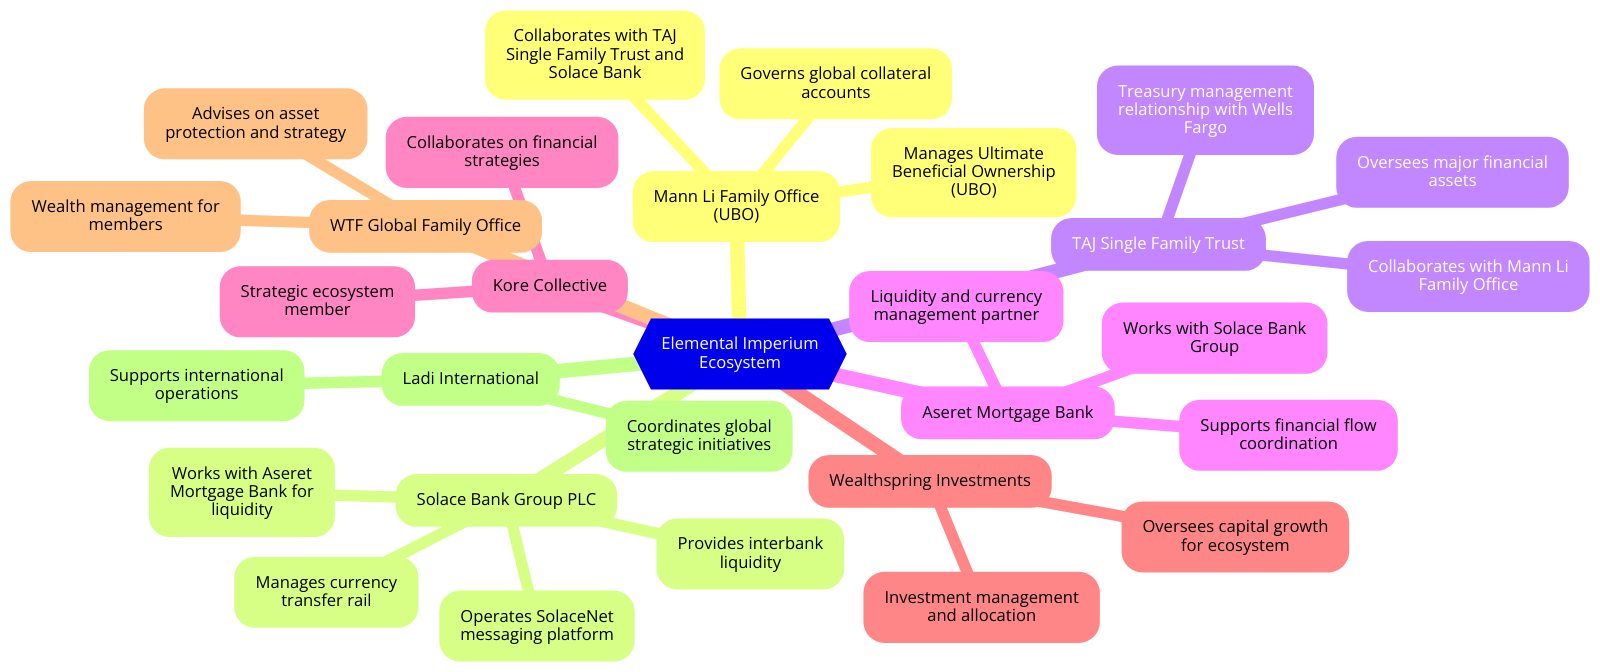 Collaborates with TAJ
Single Family Trust and
Solace Bank
Governs global collateral
accounts
Manages Ultimate
Beneficial Ownership
(UBO)
Mann Li Family Office
(UBO)
Treasury management
relationship with Wells
Fargo
Oversees major financial
assets
TAJ Single Family Trust
Collaborates with Mann Li
Family Office
Advises on asset
protection and strategy
Wealth management for
members
WTF Global Family Office
Collaborates on financial
strategies
Strategic ecosystem
member
Kore Collective
Elemental Imperium
Ecosystem
Liquidity and currency
management partner
Works with Solace Bank
Group
Aseret Mortgage Bank
Supports financial flow
coordination
Supports international
operations
Ladi International
Coordinates global
strategic initiatives
Works with Aseret
Mortgage Bank for
liquidity
Solace Bank Group PLC
Manages currency
transfer rail
Operates SolaceNet
messaging platform
Provides interbank
liquidity
Wealthspring Investments
Oversees capital growth
for ecosystem
Investment management
and allocation